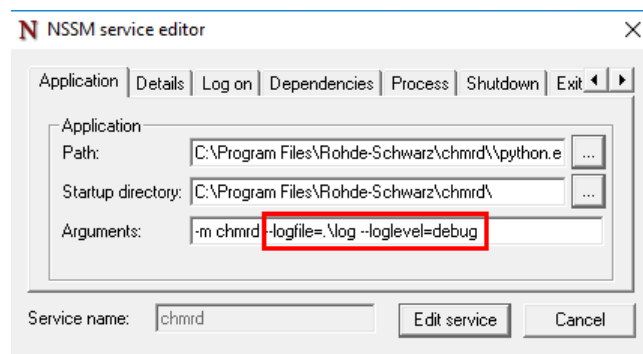 NSSM service editor
Application Details Log on Dependencies Process Shutdown Exit
Application
Path: C:\Program Files\Rohde-Schwarz\chmrd\\python.e ...
Startup directory: C:\Program Files\Rohde-Schwarz\chmrd\ ...
Arguments: -m chmrd --logfile=.\log --loglevel=debug
Service name: chmrd Edit service Cancel